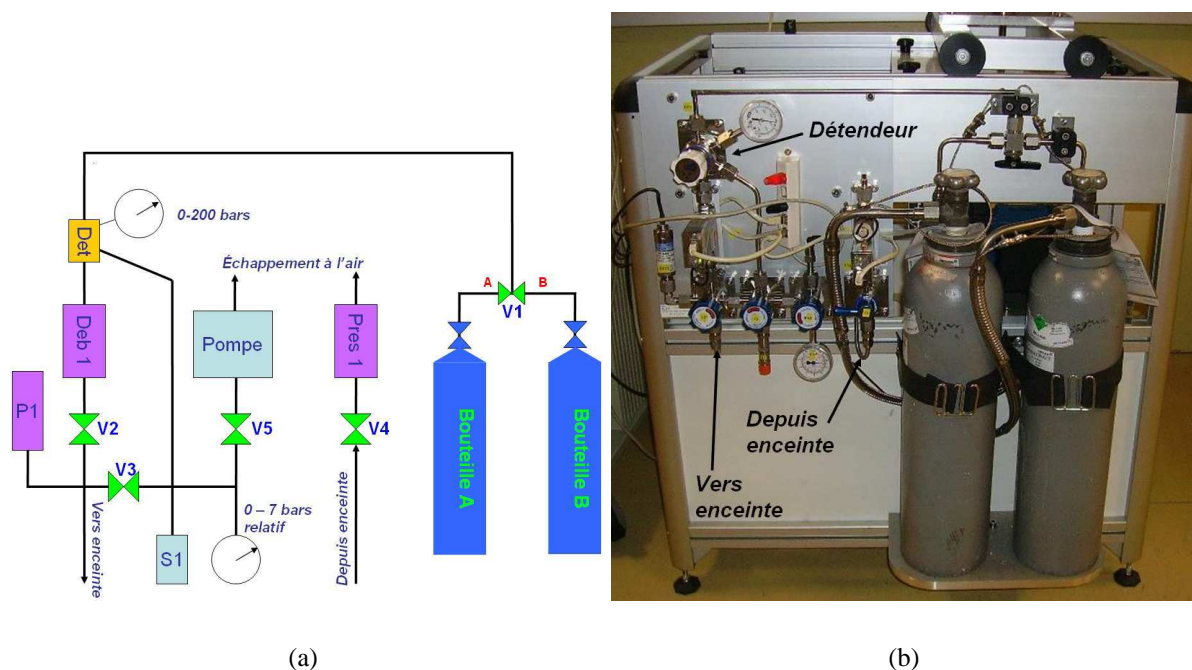 0-200 bars
Det
Échappement à l'air
A
B
V1
Deb 1
Pompe
Pres 1
P1
V2
V5
V4
V3
Vers enceinte
0 – 7 bars
relatif
S1
Depuis enceinte
Bouteille A
Bouteille B
(a)
Détendeur
Depuis
enceinte
Vers
enceinte
(b)